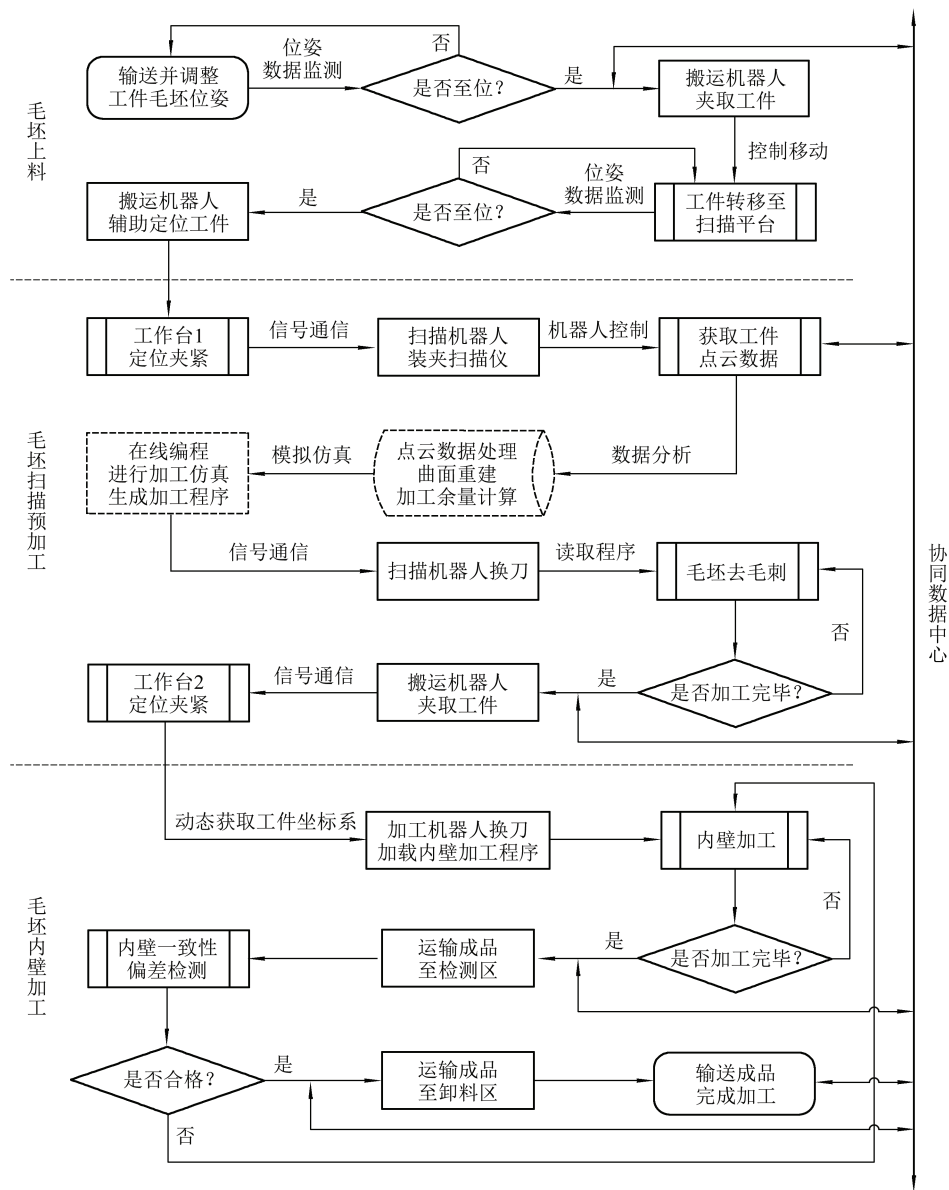 否
位姿
数据监测
输送并调整
工件毛坯位姿
是否至位？
是
搬运机器人
夹取工件
控制移动
毛坯上料
否
位姿
数据监测
搬运机器人
辅助定位工件
是
是否至位？
工件转移至
扫描平台
工作台1
定位夹紧
信号通信
扫描机器人
装夹扫描仪
机器人控制
获取工件
点云数据
毛坯扫描预加工
在线编程
进行加工仿真
生成加工程序
模拟仿真
点云数据处理
曲面重建
加工余量计算
数据分析
信号通信
扫描机器人换刀
读取程序
毛坯去毛刺
否
协同数据中心
工作台2
定位夹紧
信号通信
搬运机器人
夹取工件
是
是否加工完毕？
动态获取工件坐标系
加工机器人换刀
加载内壁加工程序
内壁加工
否
毛坯内壁加工
内壁一致性
偏差检测
运输成品
至检测区
是
是否加工完毕？
是否合格？
是
运输成品
至卸料区
输送成品
完成加工
否